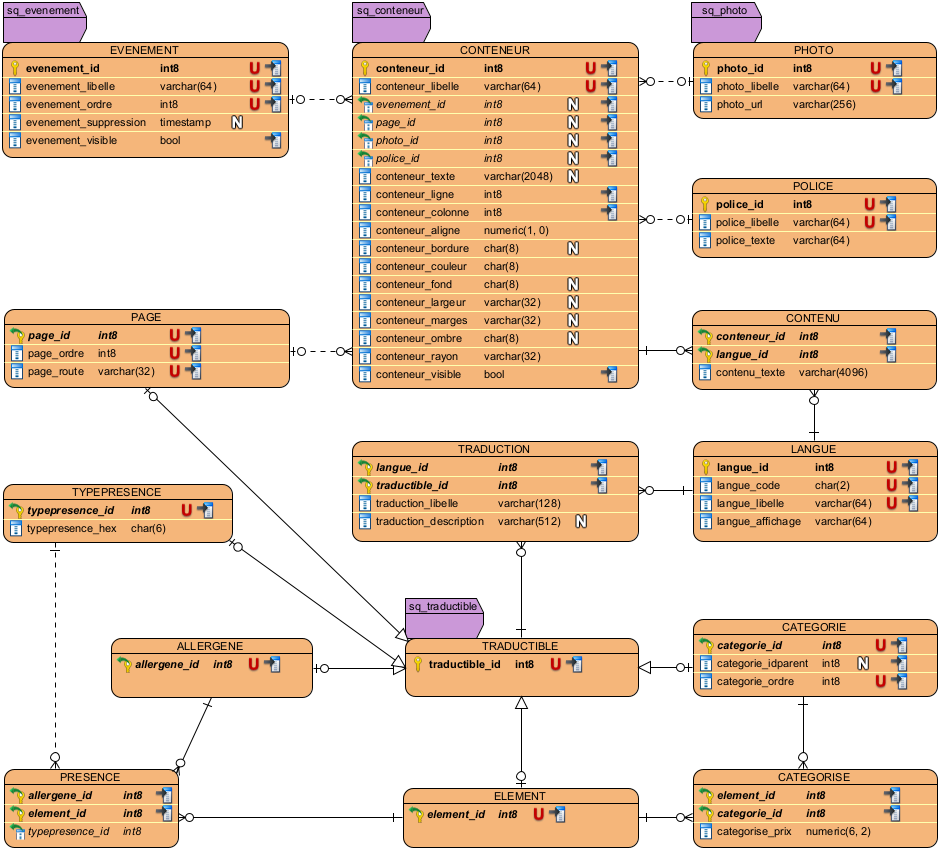 sq_evenement
EVENEMENT
evenement_id int8 U
evenement_libelle varchar(64) U
evenement_ordre int8 U
evenement_suppression timestamp N
evenement_visible bool
sq_conteneur
CONTENEUR
conteneur_id int8 U
conteneur_libelle varchar(64) U
evenement_id int8 N
page_id int8 N
photo_id int8 N
police_id int8 N
conteneur_texte varchar(2048) N
conteneur_ligne int8
conteneur_colonne int8
conteneur_aligne numeric(1, 0)
conteneur_bordure char(8) N
conteneur_couleur char(8)
conteneur_fond char(8) N
conteneur_largeur varchar(32) N
conteneur_marges varchar(32) N
conteneur_ombre char(8) N
conteneur_rayon varchar(32)
conteneur_visible bool
sq_photo
PHOTO
photo_id int8 U
photo_libelle varchar(64) U
photo_url varchar(256)
POLICE
police_id int8 U
police_libelle varchar(64) U
police_texte varchar(64)
PAGE
page_id int8 U
page_ordre int8 U
page_route varchar(32) U
CONTENU
conteneur_id int8
langue_id int8
contenu_texte varchar(4096)
TRADUCTION
langue_id int8
traductible_id int8
traduction_libelle varchar(128)
traduction_description varchar(512) N
LANGUE
langue_id int8 U
langue_code char(2) U
langue_libelle varchar(64) U
langue_affichage varchar(64)
TYPEPRESENCE
typepresence_id int8 U
typepresence_hex char(6)
sq_traductible
TRADUCTIBLE
traductible_id int8 U
ALLERGENE
allergene_id int8 U
CATEGORIE
categorie_id int8 U
categorie_idparent int8 N
categorie_ordre int8 U
PRESENCE
allergene_id int8
element_id int8
typepresence_id int8
ELEMENT
element_id int8 U
CATEGORISE
element_id int8
categorie_id int8
categorise_prix numeric(6, 2)